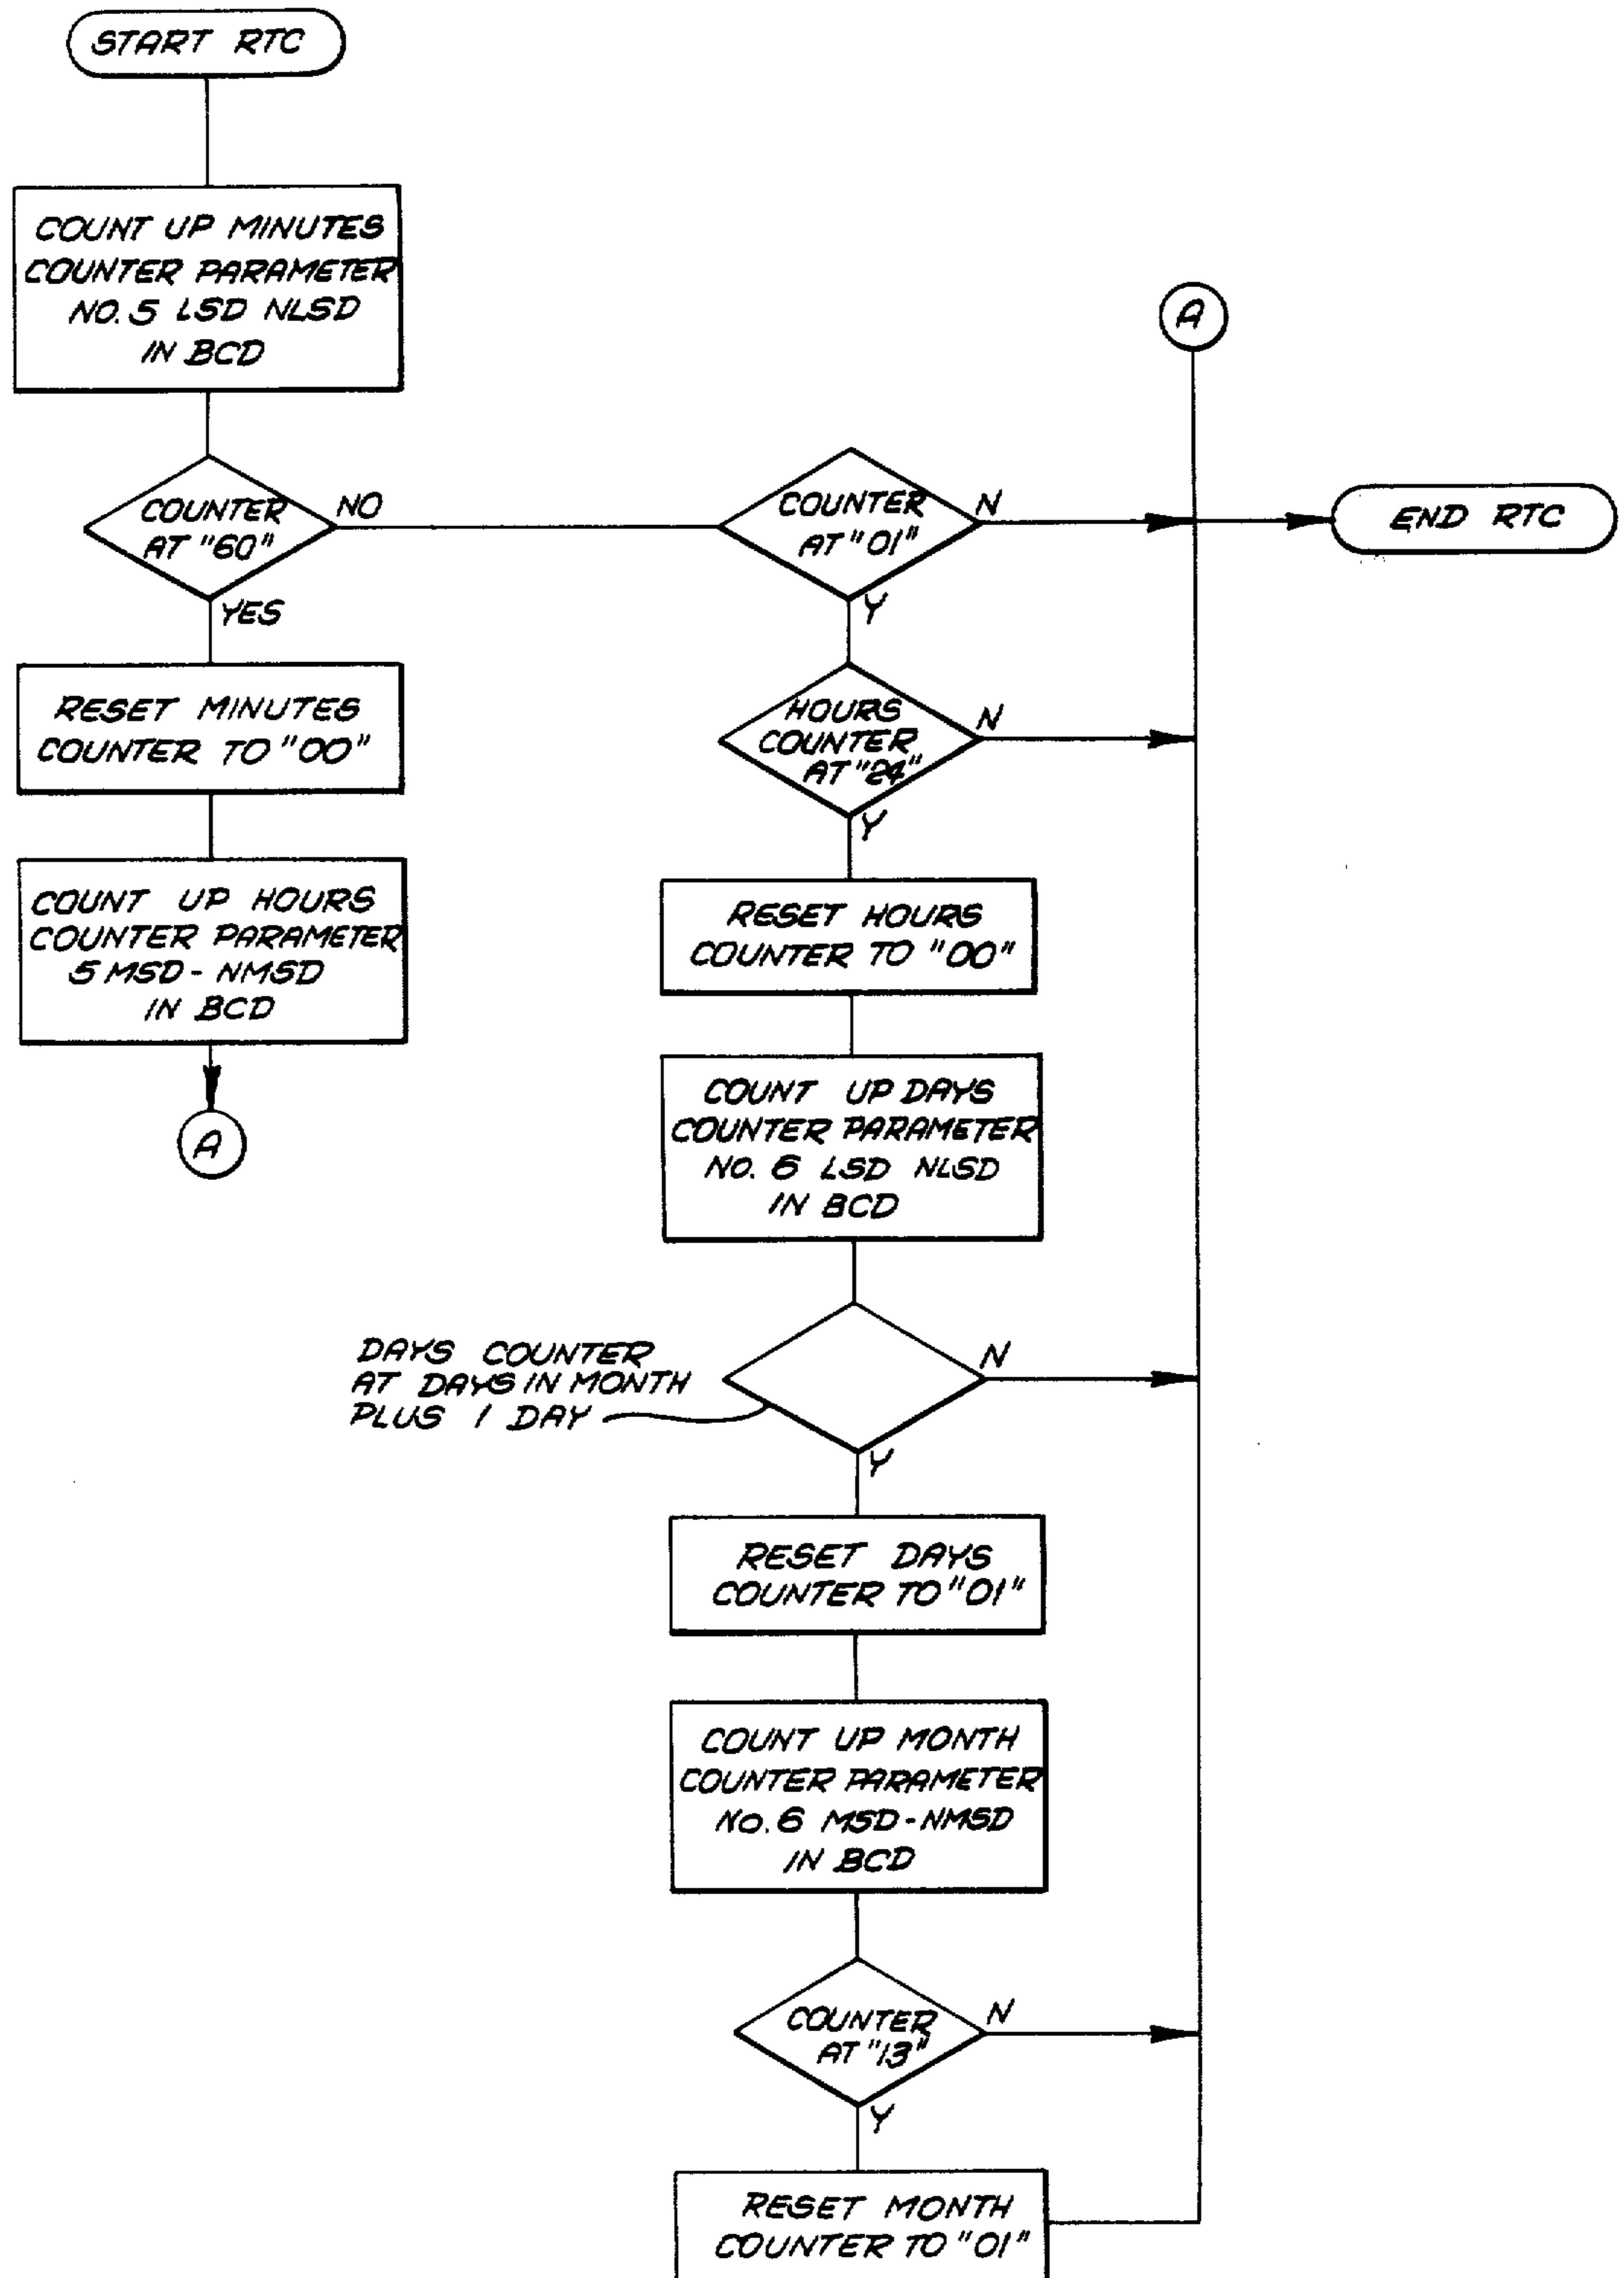 START RTC
COUNT UP MINUTES
COUNTER PARAMETER
NO. 5 LSD NLSD
IN BCD
COUNTER
AT "60"
NO
YES
RESET MINUTES
COUNTER TO "00"
COUNT UP HOURS
COUNTER PARAMETER
5 MSD - NMSD
IN BCD
A
COUNTER
AT "01"
N
Y
HOURS
COUNTER
AT "24"
N
Y
RESET HOURS
COUNTER TO "00"
COUNT UP DAYS
COUNTER PARAMETER
NO. 6 LSD NLSD
IN BCD
DAYS COUNTER
AT DAYS IN MONTH
PLUS 1 DAY
N
Y
RESET DAYS
COUNTER TO "01"
COUNT UP MONTH
COUNTER PARAMETER
NO. 6 MSD - NMSD
IN BCD
COUNTER
AT "13"
N
Y
RESET MONTH
COUNTER TO "01"
A
END RTC